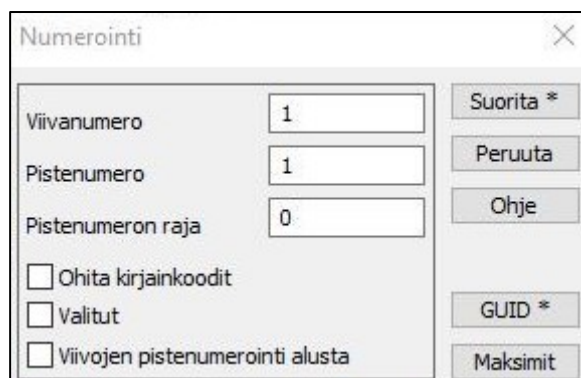 Numerointi
Viivanumero 1 Suorita *
Pistenumero 1 Peruuta
Pistenumeron raja 0 Ohje
Ohita kirjainkoodit
Valitut GUID *
Viivojen pistenumerointi alusta Maksimit